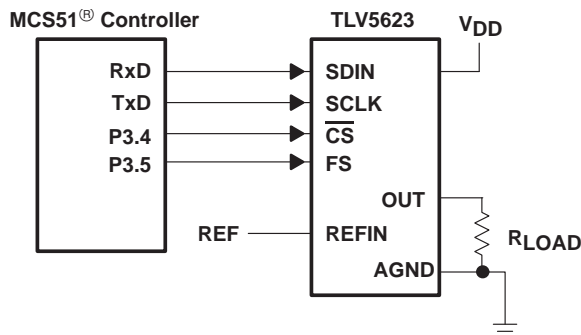 MCS51® Controller
TLV5623
VDD
RxD
SDIN
TxD
SCLK
P3.4
CS
P3.5
FS
OUT
REF
REFIN
RLOAD
AGND